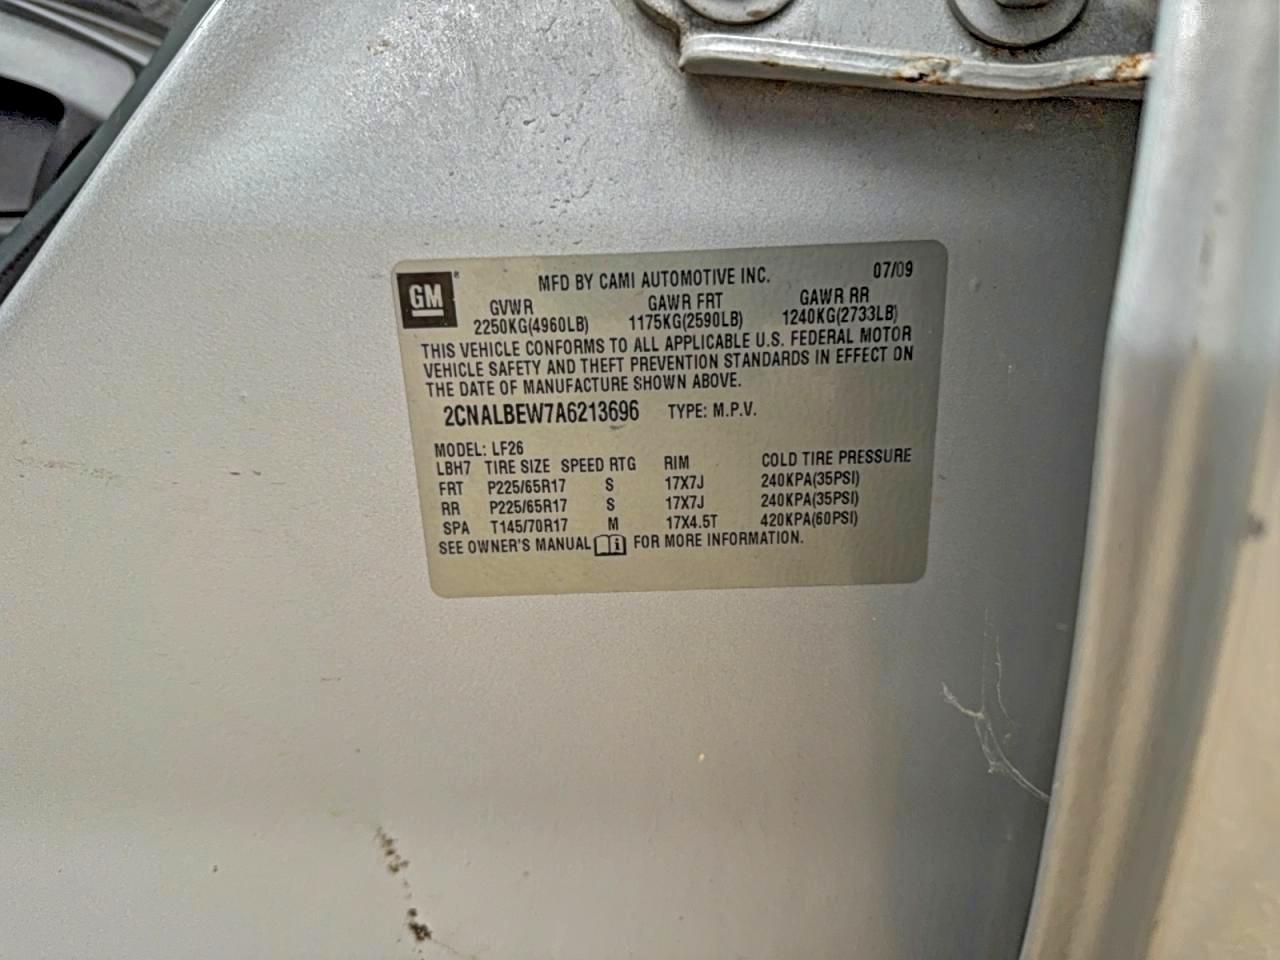 GM
MFD BY CAMI AUTOMOTIVE INC. 07/09
GVWR GAWR FRT GAWR RR
2250KG(4960LB) 1175KG(2590LB) 1240KG(2733LB)
THIS VEHICLE CONFORMS TO ALL APPLICABLE U.S. FEDERAL MOTOR
VEHICLE SAFETY AND THEFT PREVENTION STANDARDS IN EFFECT ON
THE DATE OF MANUFACTURE SHOWN ABOVE.
2CNALBEW7A6213696 TYPE: M.P.V.
MODEL: LF26
LBH7 TIRE SIZE SPEED RTG RIM COLD TIRE PRESSURE
FRT P225/65R17 S 17X7J 240KPA(35PSI)
RR P225/65R17 S 17X7J 240KPA(35PSI)
SPA T145/70R17 M 17X4.5T 420KPA(60PSI)
SEE OWNER'S MANUAL FOR MORE INFORMATION.